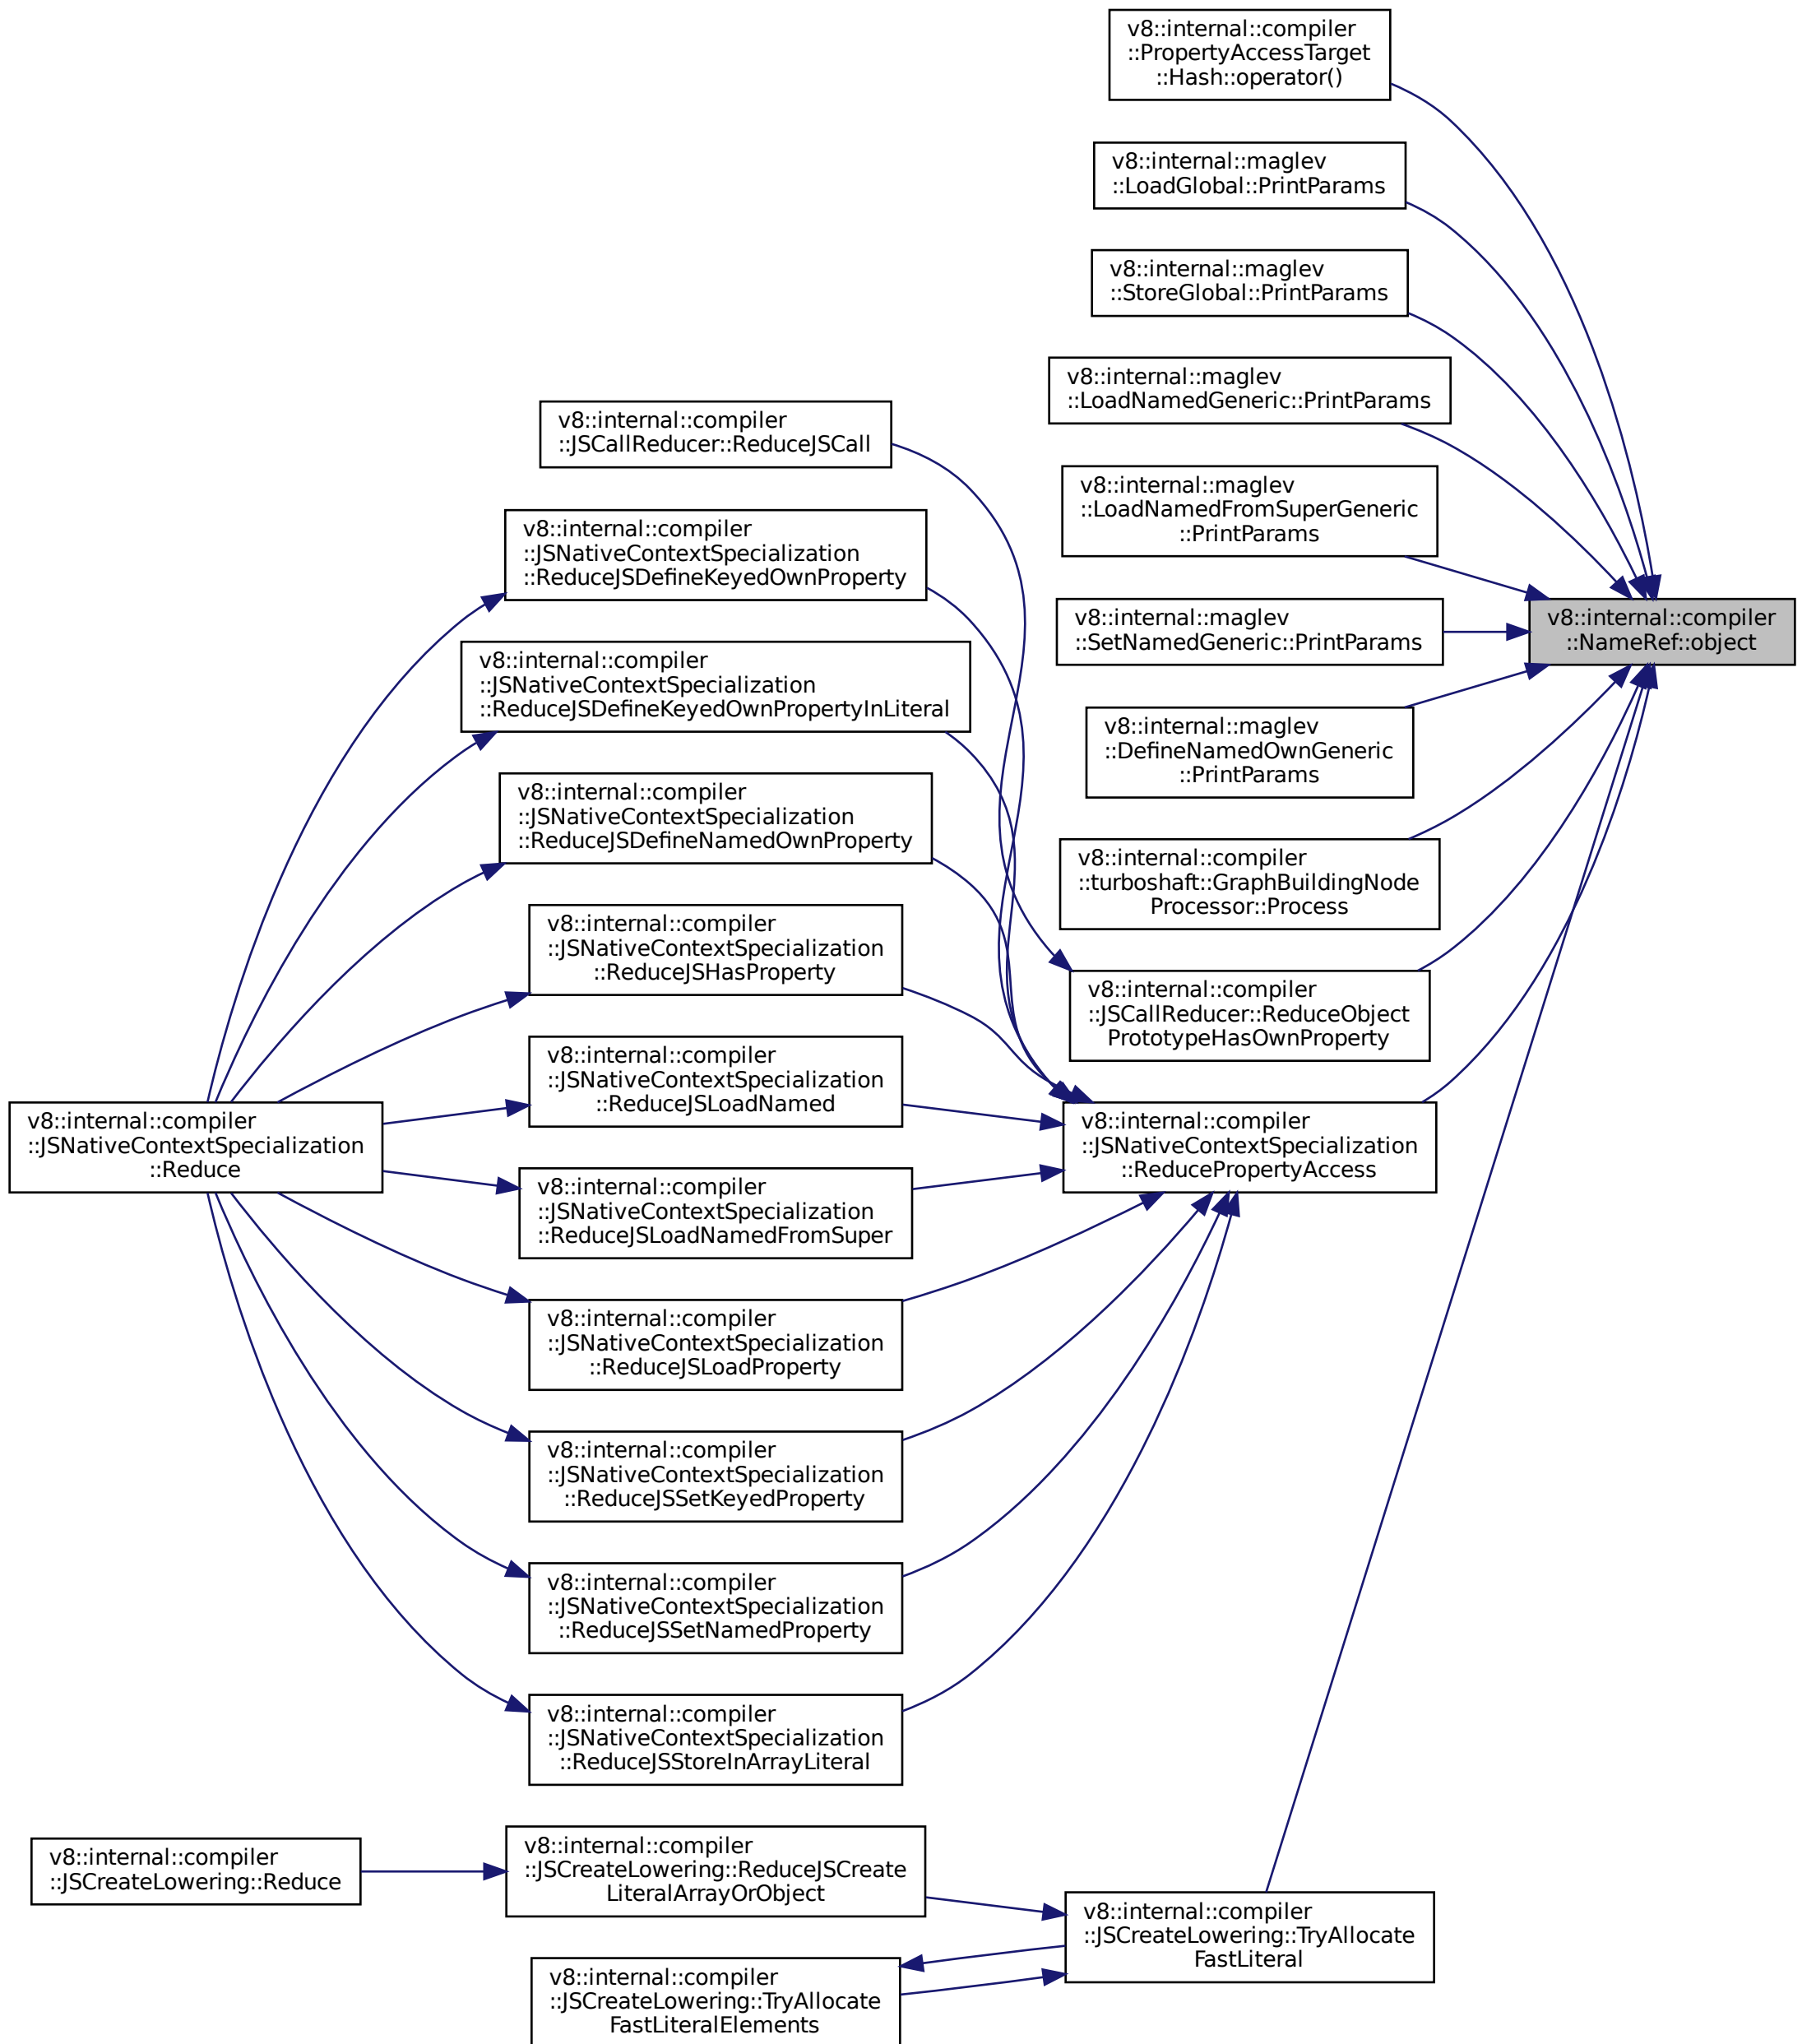 v8::internal::compiler
::PropertyAccessTarget
::Hash::operator()
v8::internal::maglev
::LoadGlobal::PrintParams
v8::internal::maglev
::StoreGlobal::PrintParams
v8::internal::maglev
::LoadNamedGeneric::PrintParams
v8::internal::compiler
::JSCallReducer::ReduceJSCall
v8::internal::maglev
::LoadNamedFromSuperGeneric
::PrintParams
v8::internal::compiler
::JSNativeContextSpecialization
::ReduceJSDefineKeyedOwnProperty
v8::internal::maglev
::SetNamedGeneric::PrintParams
v8::internal::compiler
::NameRef::object
v8::internal::compiler
::JSNativeContextSpecialization
::ReduceJSDefineKeyedOwnPropertyInLiteral
v8::internal::maglev
::DefineNamedOwnGeneric
::PrintParams
v8::internal::compiler
::JSNativeContextSpecialization
::ReduceJSDefineNamedOwnProperty
v8::internal::compiler
::turboshaft::GraphBuildingNode
Processor::Process
v8::internal::compiler
::JSNativeContextSpecialization
::ReduceJSHasProperty
v8::internal::compiler
::JSCallReducer::ReduceObject
PrototypeHasOwnProperty
v8::internal::compiler
::JSNativeContextSpecialization
::ReduceJSLoadNamed
v8::internal::compiler
::JSNativeContextSpecialization
::Reduce
v8::internal::compiler
::JSNativeContextSpecialization
::ReducePropertyAccess
v8::internal::compiler
::JSNativeContextSpecialization
::ReduceJSLoadNamedFromSuper
v8::internal::compiler
::JSNativeContextSpecialization
::ReduceJSLoadProperty
v8::internal::compiler
::JSNativeContextSpecialization
::ReduceJSSetKeyedProperty
v8::internal::compiler
::JSNativeContextSpecialization
::ReduceJSSetNamedProperty
v8::internal::compiler
::JSNativeContextSpecialization
::ReduceJSStoreInArrayLiteral
v8::internal::compiler
::JSCreateLowering::Reduce
v8::internal::compiler
::JSCreateLowering::ReduceJSCreate
LiteralArrayOrObject
v8::internal::compiler
::JSCreateLowering::TryAllocate
FastLiteral
v8::internal::compiler
::JSCreateLowering::TryAllocate
FastLiteralElements